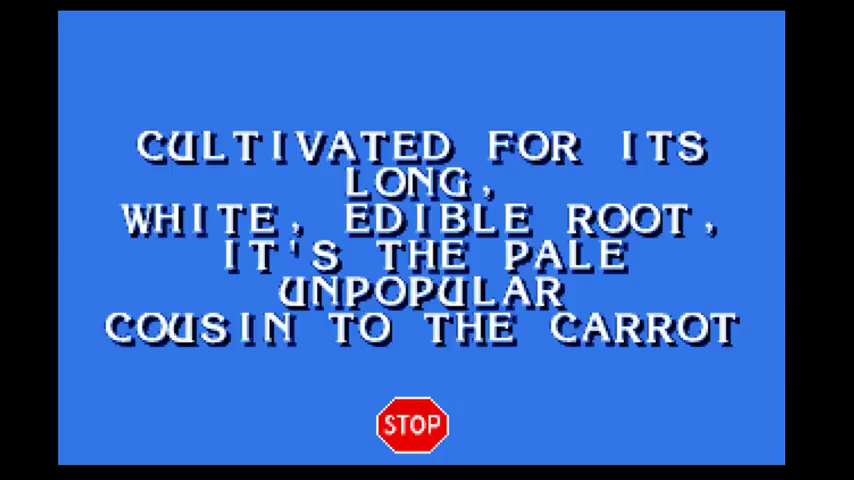 CULTIVATED FOR ITS
LONG,
WHITE, EDIBLE ROOT,
IT'S THE PALE
UNPOPULAR
COUSIN TO THE CARROT
STOP